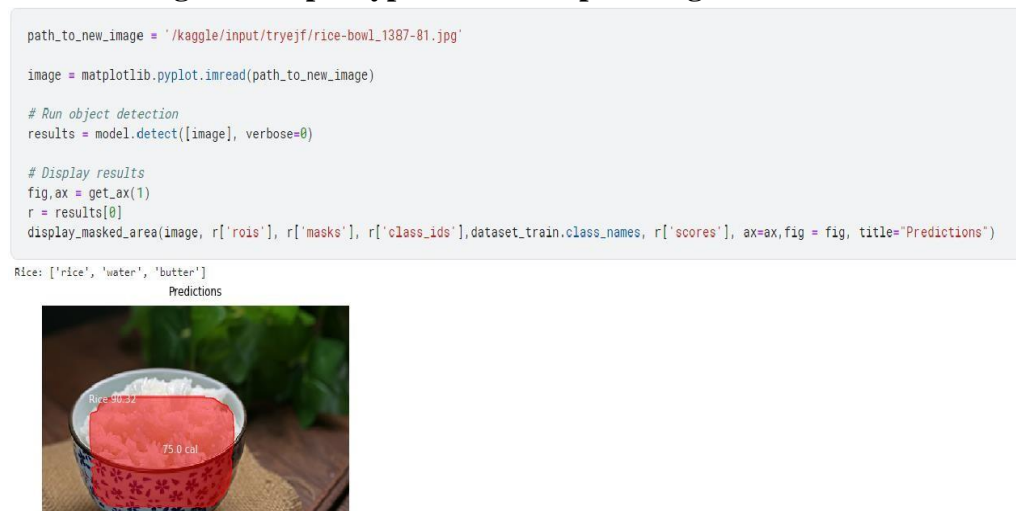 path_to_new_image = '/kaggle/input/tryejf/rice-bowl_1387-81.jpg'
image = matplotlib.pyplot.imread(path_to_new_image)
# Run object detection
results = model.detect([image], verbose=0)
# Display results
fig,ax = get_ax(1)
r = results[0]
display_masked_area(image, r['rois'], r['masks'], r['class_ids'],dataset_train.class_names, r['scores'], ax=ax,fig = fig, title="Predictions")
Rice: ['rice', 'water', 'butter']
Predictions
Rice 90.32
75.0 cal